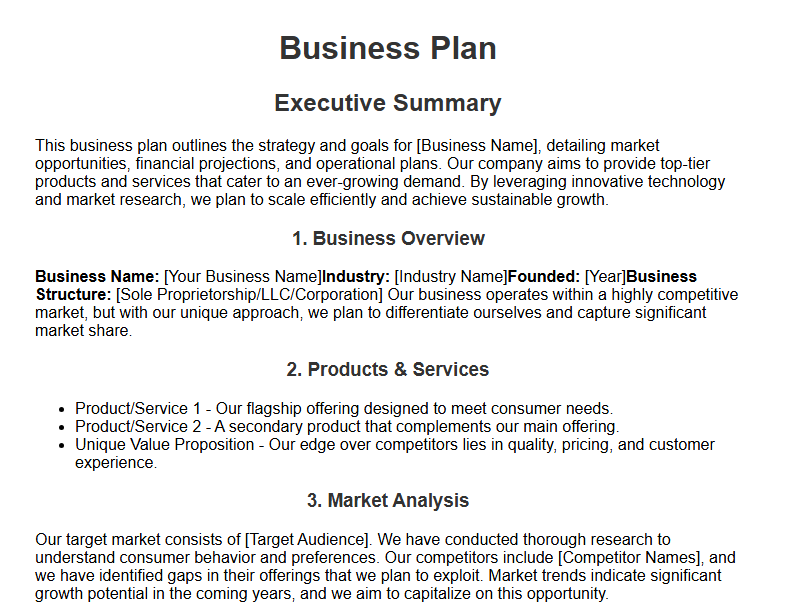 Business Plan
Executive Summary
This business plan outlines the strategy and goals for [Business Name], detailing market
opportunities, financial projections, and operational plans. Our company aims to provide top-tier
products and services that cater to an ever-growing demand. By leveraging innovative technology
and market research, we plan to scale efficiently and achieve sustainable growth.
1. Business Overview
Business Name: [Your Business Name]Industry: [Industry Name]Founded: [Year]Business
Structure: [Sole Proprietorship/LLC/Corporation] Our business operates within a highly competitive
market, but with our unique approach, we plan to differentiate ourselves and capture significant
market share.
2. Products & Services
• Product/Service 1 - Our flagship offering designed to meet consumer needs.
• Product/Service 2 - A secondary product that complements our main offering.
• Unique Value Proposition - Our edge over competitors lies in quality, pricing, and customer
experience.
3. Market Analysis
Our target market consists of [Target Audience]. We have conducted thorough research to
understand consumer behavior and preferences. Our competitors include [Competitor Names], and
we have identified gaps in their offerings that we plan to exploit. Market trends indicate significant
growth potential in the coming years, and we aim to capitalize on this opportunity.